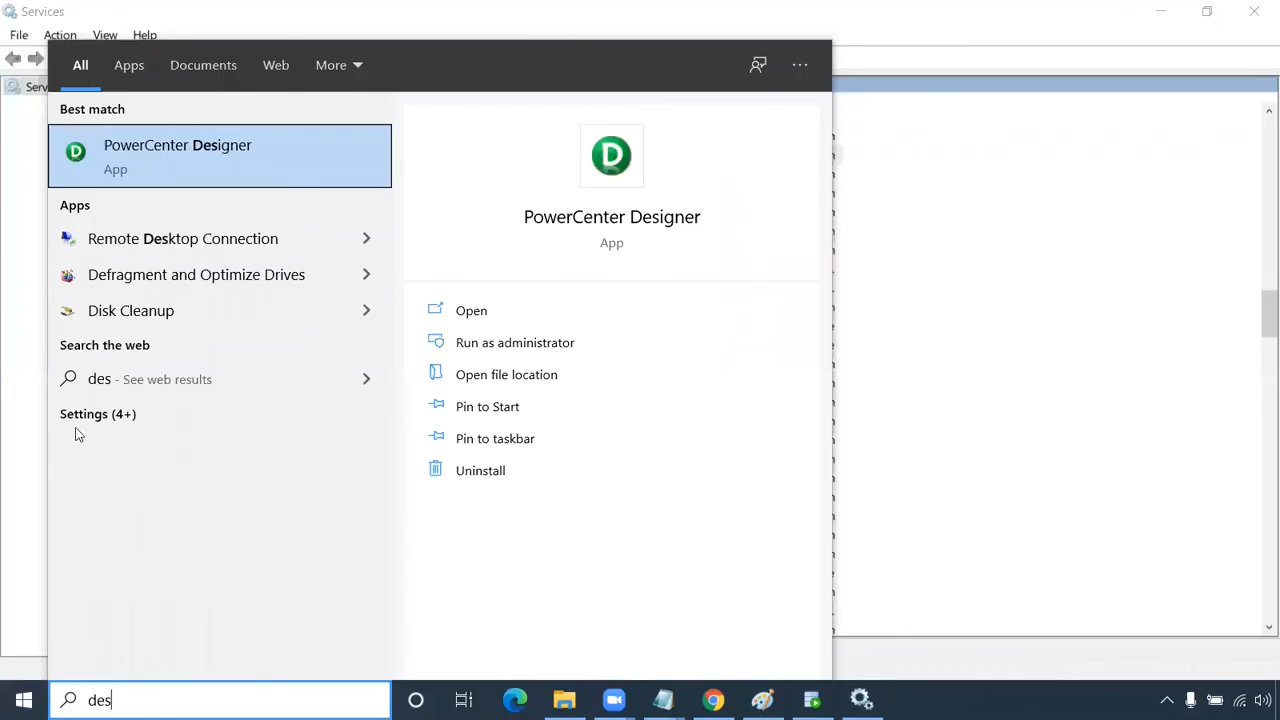 Services
File Action View Help
Serv
All Apps Documents Web More
Best match
PowerCenter Designer
App
Apps
Remote Desktop Connection
Defragment and Optimize Drives
Disk Cleanup
Search the web
des - See web results
Settings (4+)
D
PowerCenter Designer
App
Open
Run as administrator
Open file location
Pin to Start
Pin to taskbar
Uninstall
des